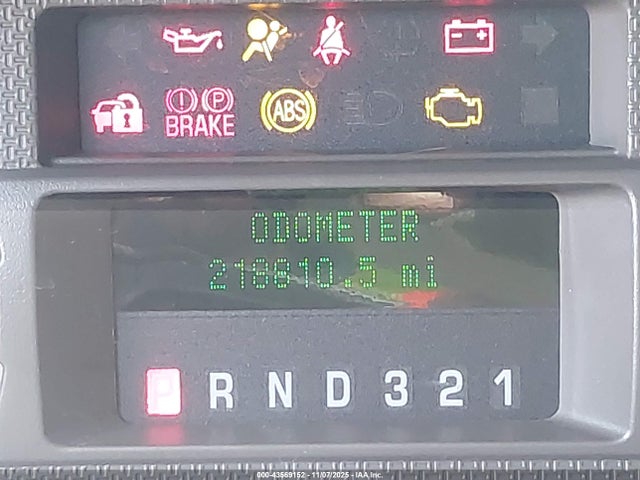 (!) (P)
BRAKE
ABS
ODOMETER
218810.5 mi
P R N D 3 2 1
000-43569152 - 11/07/2025 - IAA, Inc.